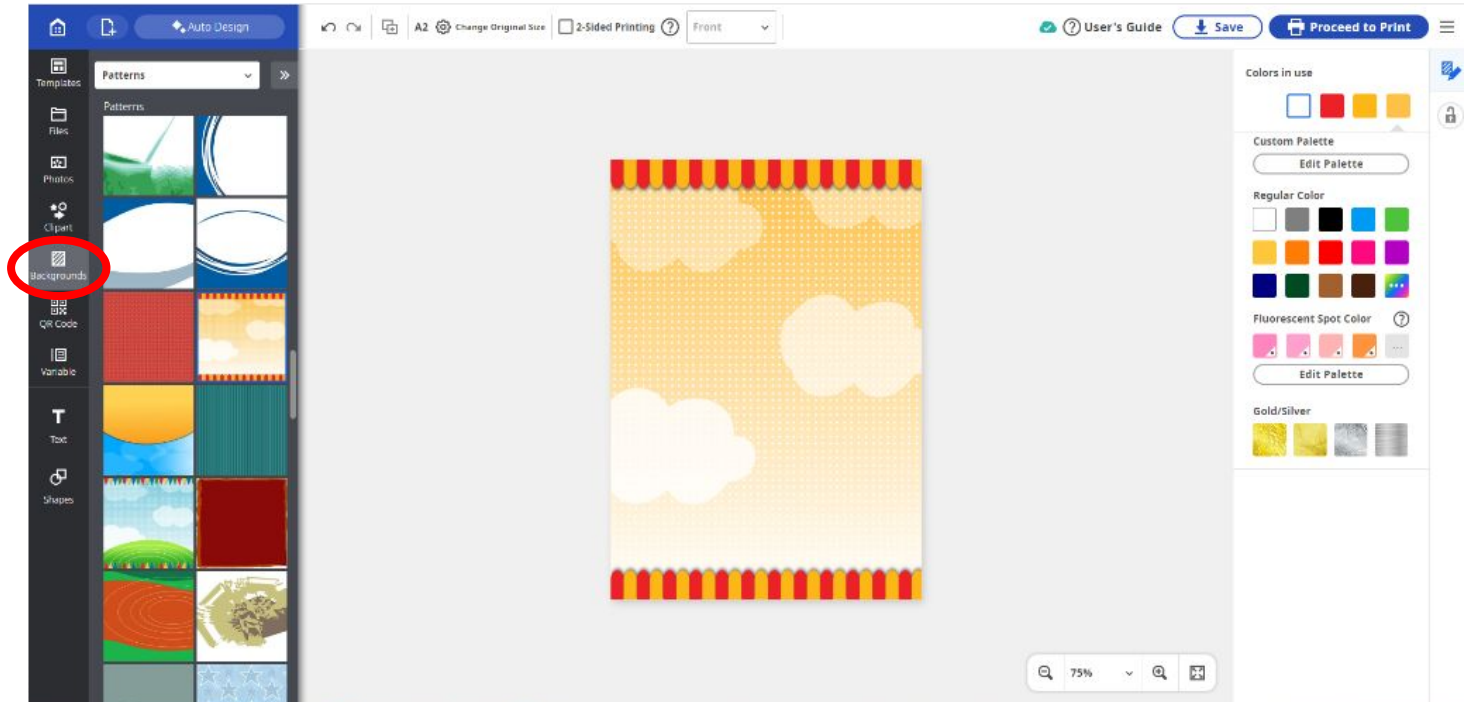 Auto Design
A2 Change Original Size 2-Sided Printing ? Front
? User's Guide Save Proceed to Print
Templates
Files
Photos
Clipart
Backgrounds
QR Code
Variable
T
Text
Shapes
Patterns
Patterns
75%
Colors in use
Custom Palette
Edit Palette
Regular Color
Fluorescent Spot Color ?
Edit Palette
Gold/Silver